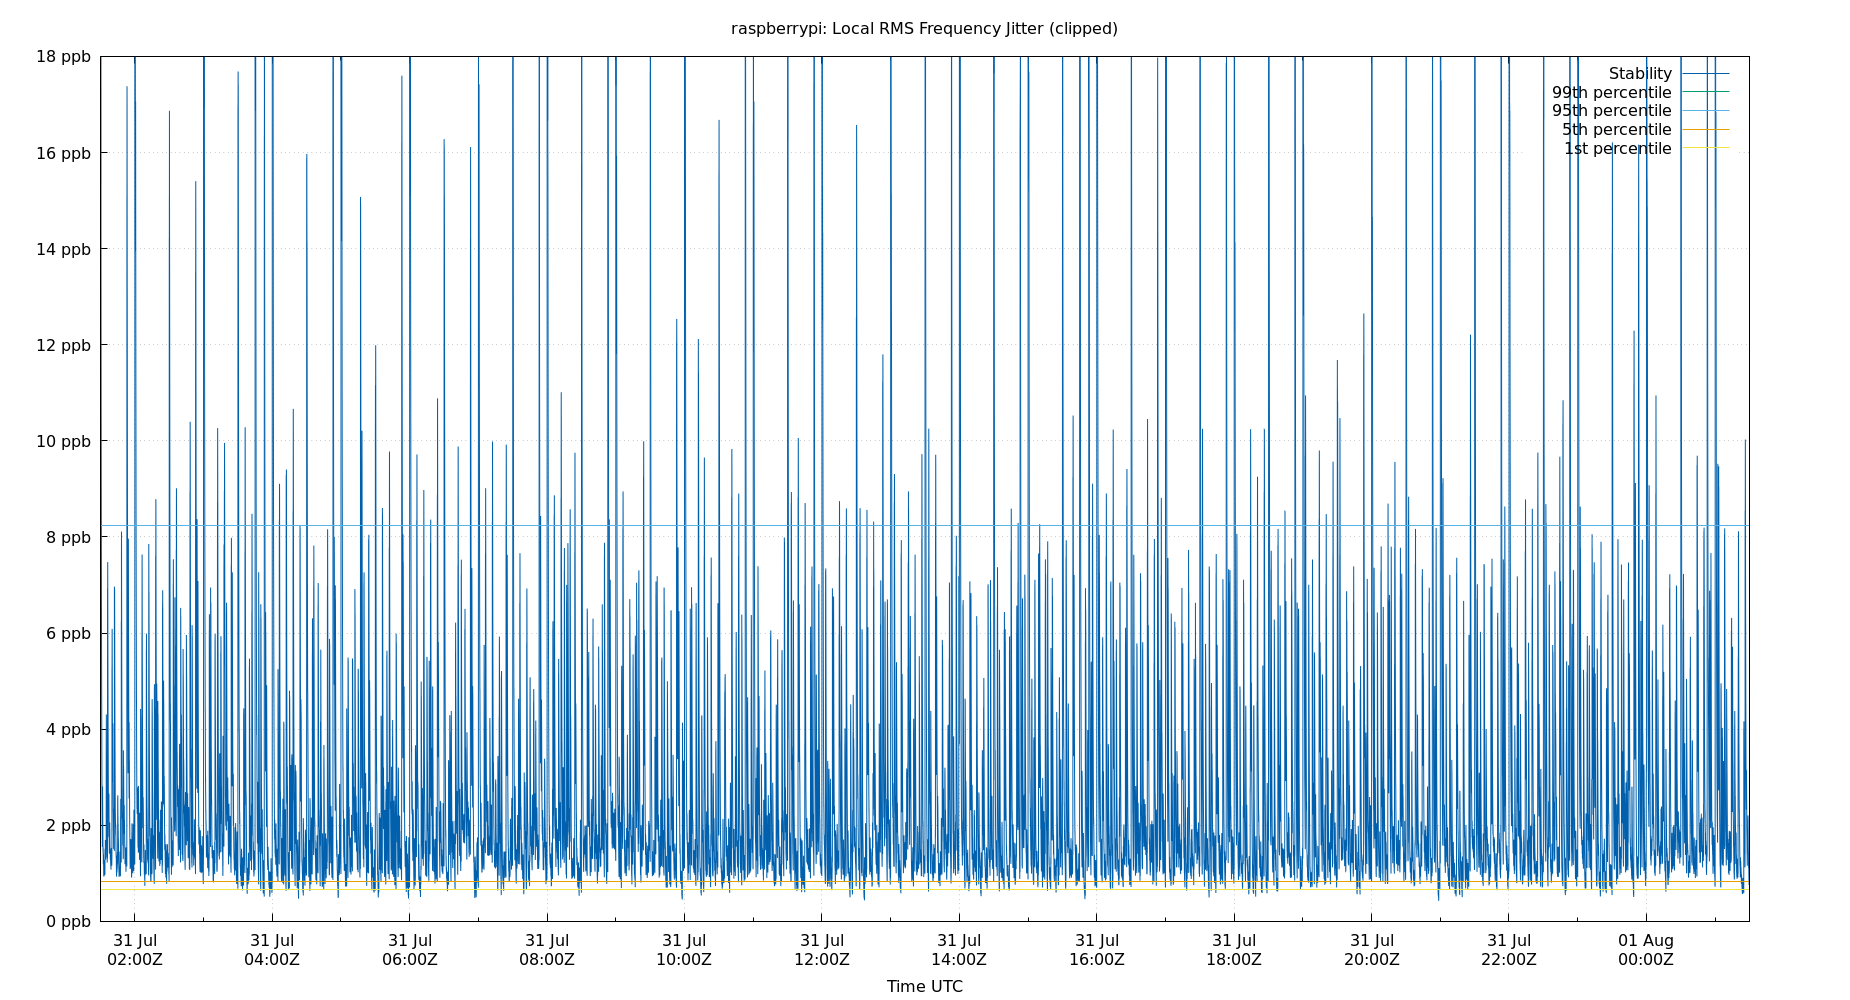 raspberrypi: Local RMS Frequency Jitter (clipped)
18 ppb
16 ppb
14 ppb
12 ppb
10 ppb
8 ppb
6 ppb
4 ppb
2 ppb
0 ppb
Stability
99th percentile
95th percentile
5th percentile
1st percentile
31 Jul 31 Jul 31 Jul 31 Jul 31 Jul 31 Jul 31 Jul 31 Jul 31 Jul 31 Jul 31 Jul 01 Aug
02:00Z 04:00Z 06:00Z 08:00Z 10:00Z 12:00Z 14:00Z 16:00Z 18:00Z 20:00Z 22:00Z 00:00Z
Time UTC